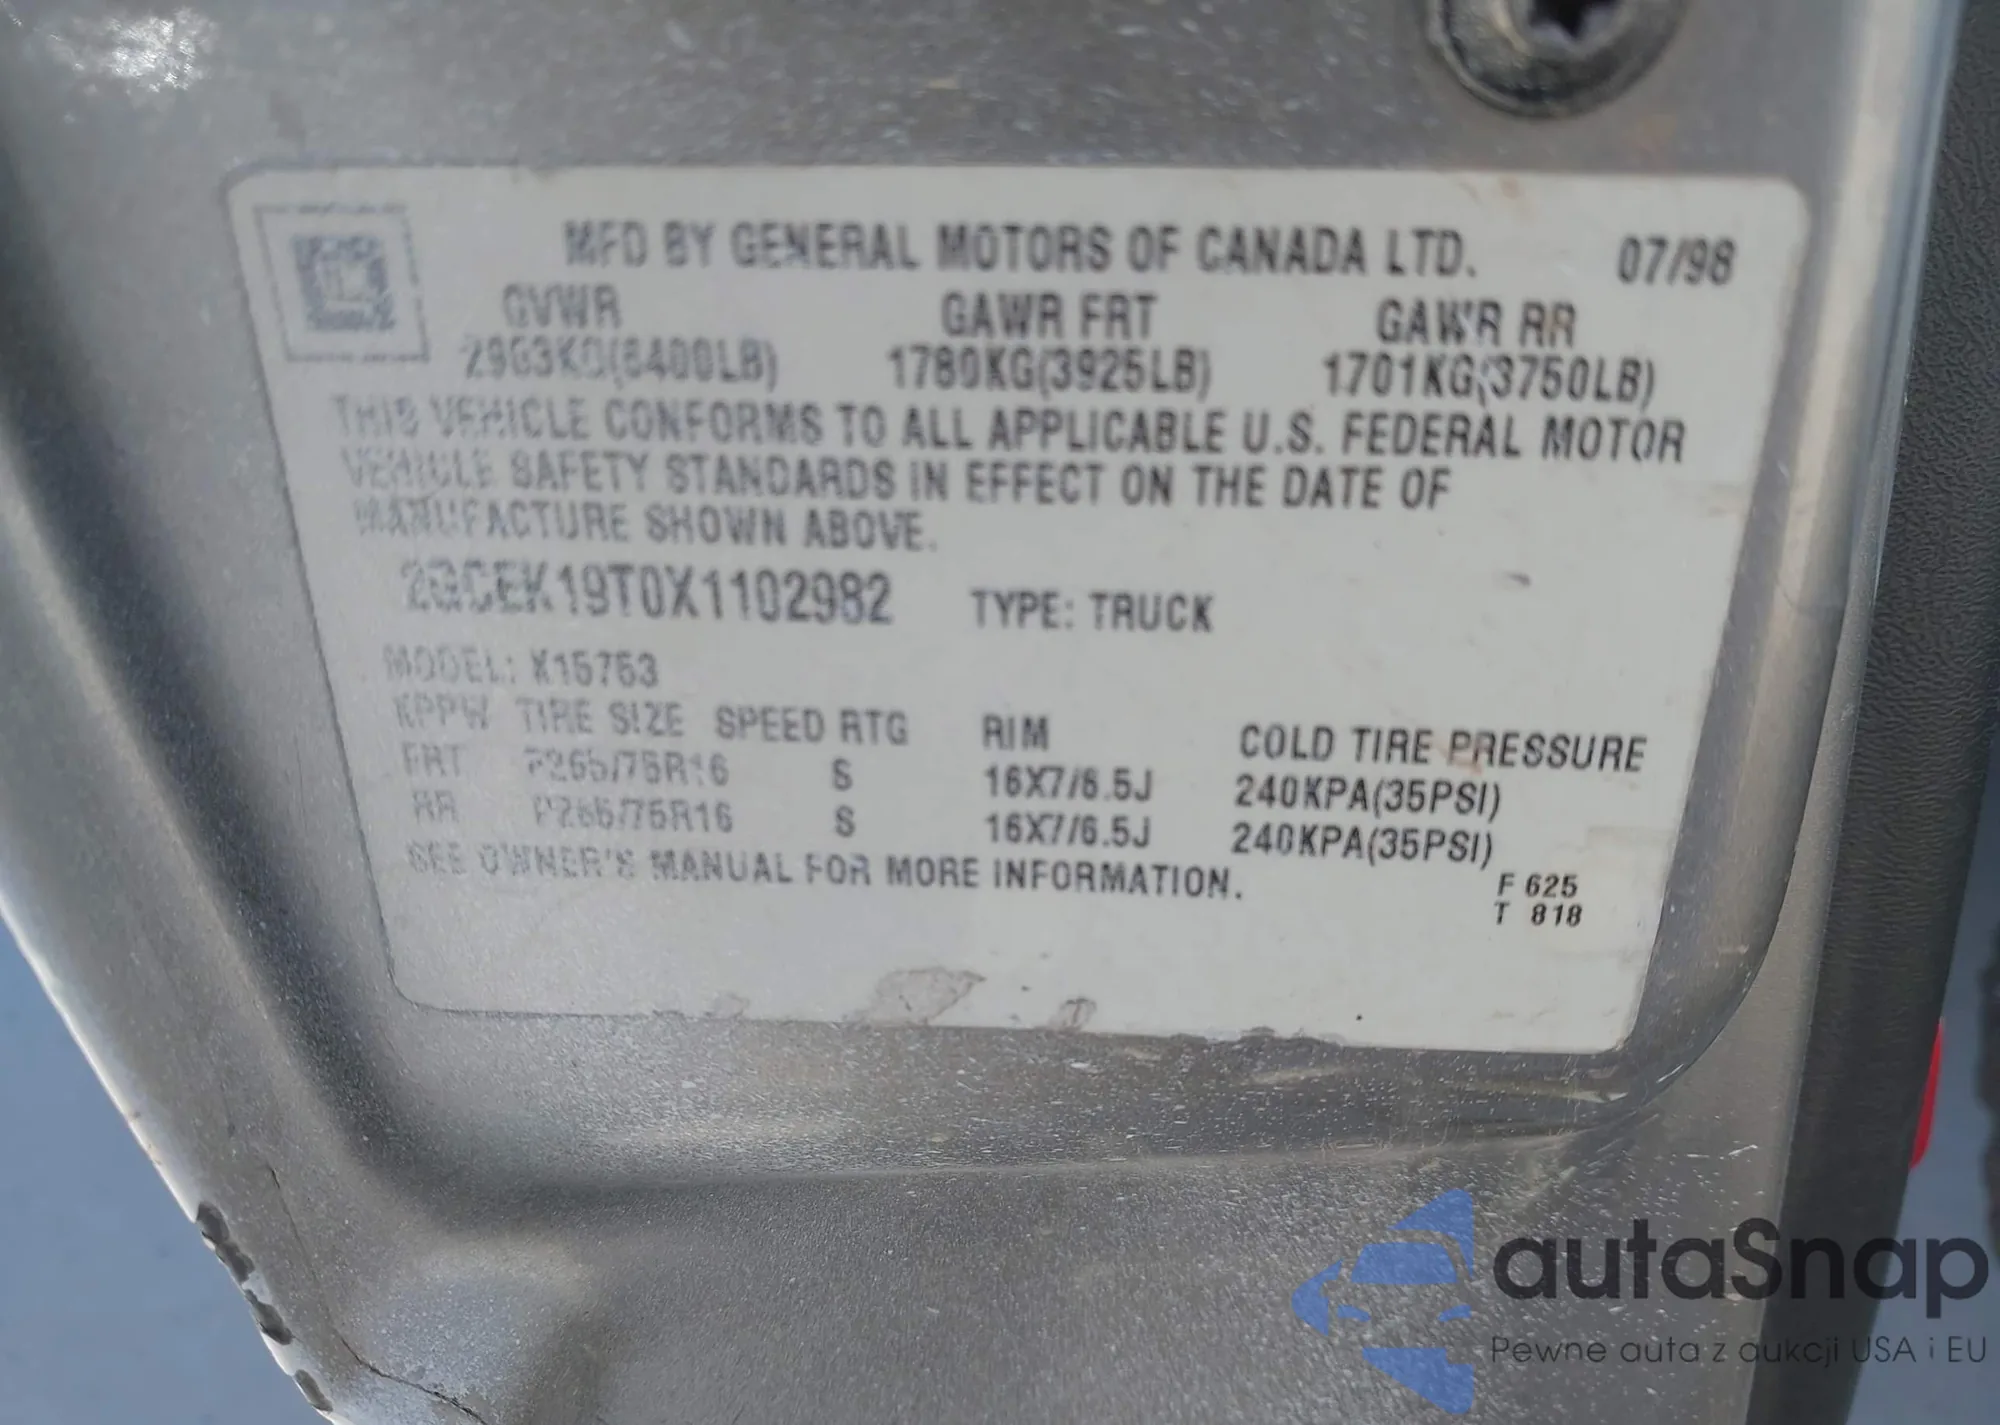 MFD BY GENERAL MOTORS OF CANADA LTD. 07/98
GVWR GAWR FRT GAWR RR
2903KG(6400LB) 1780KG(3925LB) 1701KG(3750LB)
THIS VEHICLE CONFORMS TO ALL APPLICABLE U.S. FEDERAL MOTOR
VEHICLE SAFETY STANDARDS IN EFFECT ON THE DATE OF
MANUFACTURE SHOWN ABOVE.
2GCEK19T0X1102982 TYPE: TRUCK
MODEL: X15753
KPPW TIRE SIZE SPEED RTG RIM COLD TIRE PRESSURE
FRT P265/75R16 S 16X7/6.5J 240KPA(35PSI)
RR P265/75R16 S 16X7/6.5J 240KPA(35PSI)
SEE OWNER'S MANUAL FOR MORE INFORMATION.
F 625
T 818
autaSnap
Pewne auta z aukcji USA i EU